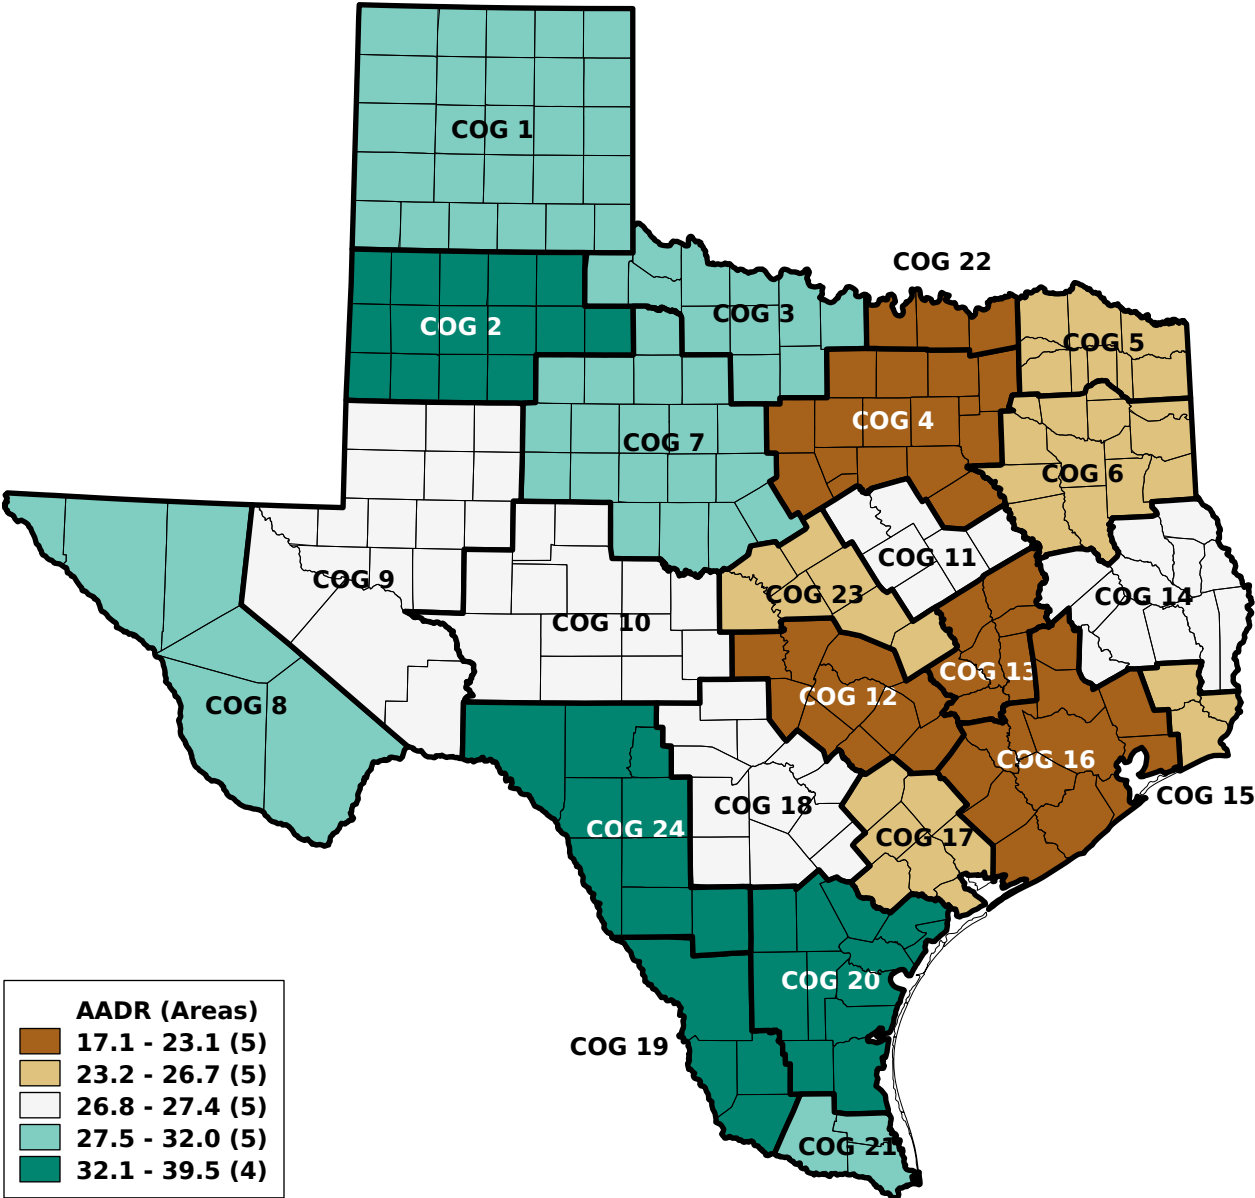 COG 1
COG 22
COG 3
COG 2
COG 5
COG 4
COG 7
COG 6
COG 11
COG 9
COG 23
COG 14
COG 10
COG 13
COG 12
COG 8
COG 16
COG 15
COG 18
COG 24
COG 17
COG 20
COG 19
COG 21
AADR (Areas)
17.1 - 23.1 (5)
23.2 - 26.7 (5)
26.8 - 27.4 (5)
27.5 - 32.0 (5)
32.1 - 39.5 (4)